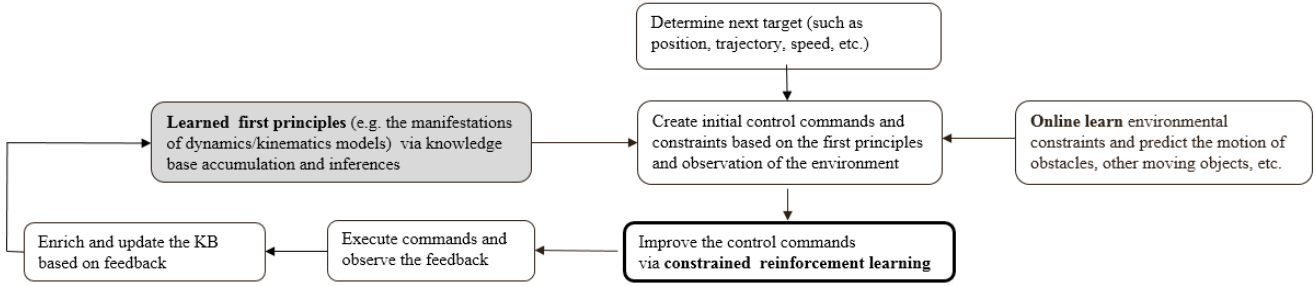 Determine next target (such as
position, trajectory, speed, etc.)
Learned first principles (e.g. the manifestations
of dynamics/kinematics models) via knowledge
base accumulation and inferences
Create initial control commands and
constraints based on the first principles
and observation of the environment
Online learn environmental
constraints and predict the motion of
obstacles, other moving objects, etc.
Enrich and update the KB
based on feedback
Execute commands and
observe the feedback
Improve the control commands
via constrained reinforcement learning